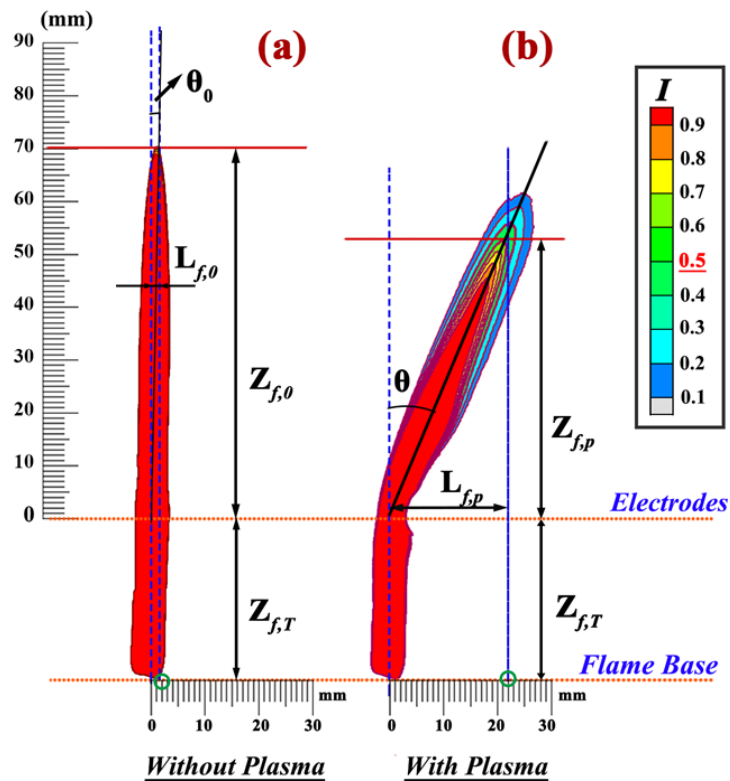 (mm)
90
80
70
60
50
40
30
20
10
0
(a)
θ0
Lf,0
Zf,0
Zf,T
0 10 20 30 mm
Without Plasma
(b)
θ
Lf,p
Zf,p
Zf,T
0 10 20 30 mm
With Plasma
Electrodes
Flame Base
I
0.9
0.8
0.7
0.6
0.5
0.4
0.3
0.2
0.1